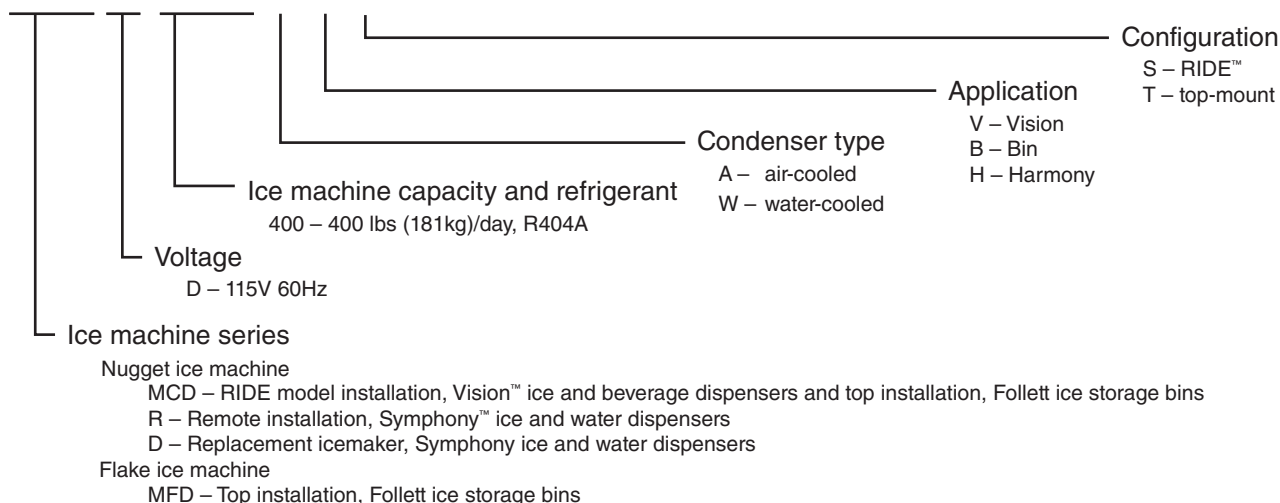 Configuration
S – RIDE™
T – top-mount
Application
V – Vision
B – Bin
H – Harmony
Condenser type
A – air-cooled
W – water-cooled
Ice machine capacity and refrigerant
400 – 400 lbs (181kg)/day, R404A
Voltage
D – 115V 60Hz
Ice machine series
Nugget ice machine
MCD – RIDE model installation, Vision™ ice and beverage dispensers and top installation, Follett ice storage bins
R – Remote installation, Symphony™ ice and water dispensers
D – Replacement icemaker, Symphony ice and water dispensers
Flake ice machine
MFD – Top installation, Follett ice storage bins